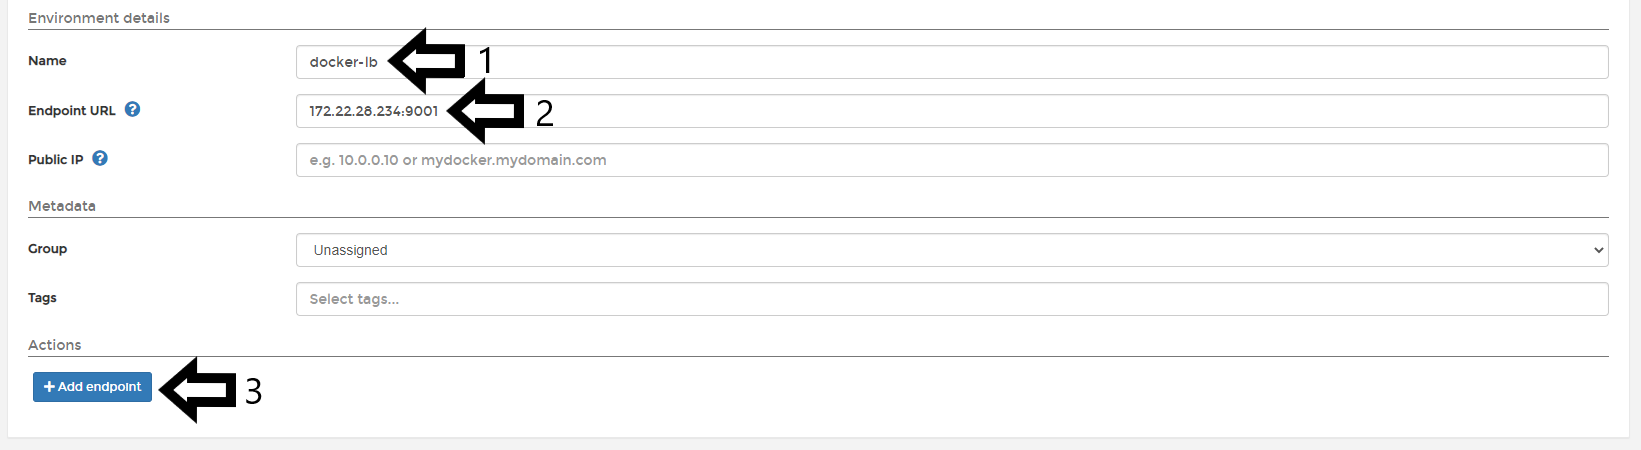 Environment details
Name docker-lb 1
Endpoint URL ? 172.22.28.234:9001 2
Public IP ? e.g. 10.0.0.10 or mydocker.mydomain.com
Metadata
Group Unassigned
Tags Select tags...
Actions
+ Add endpoint 3